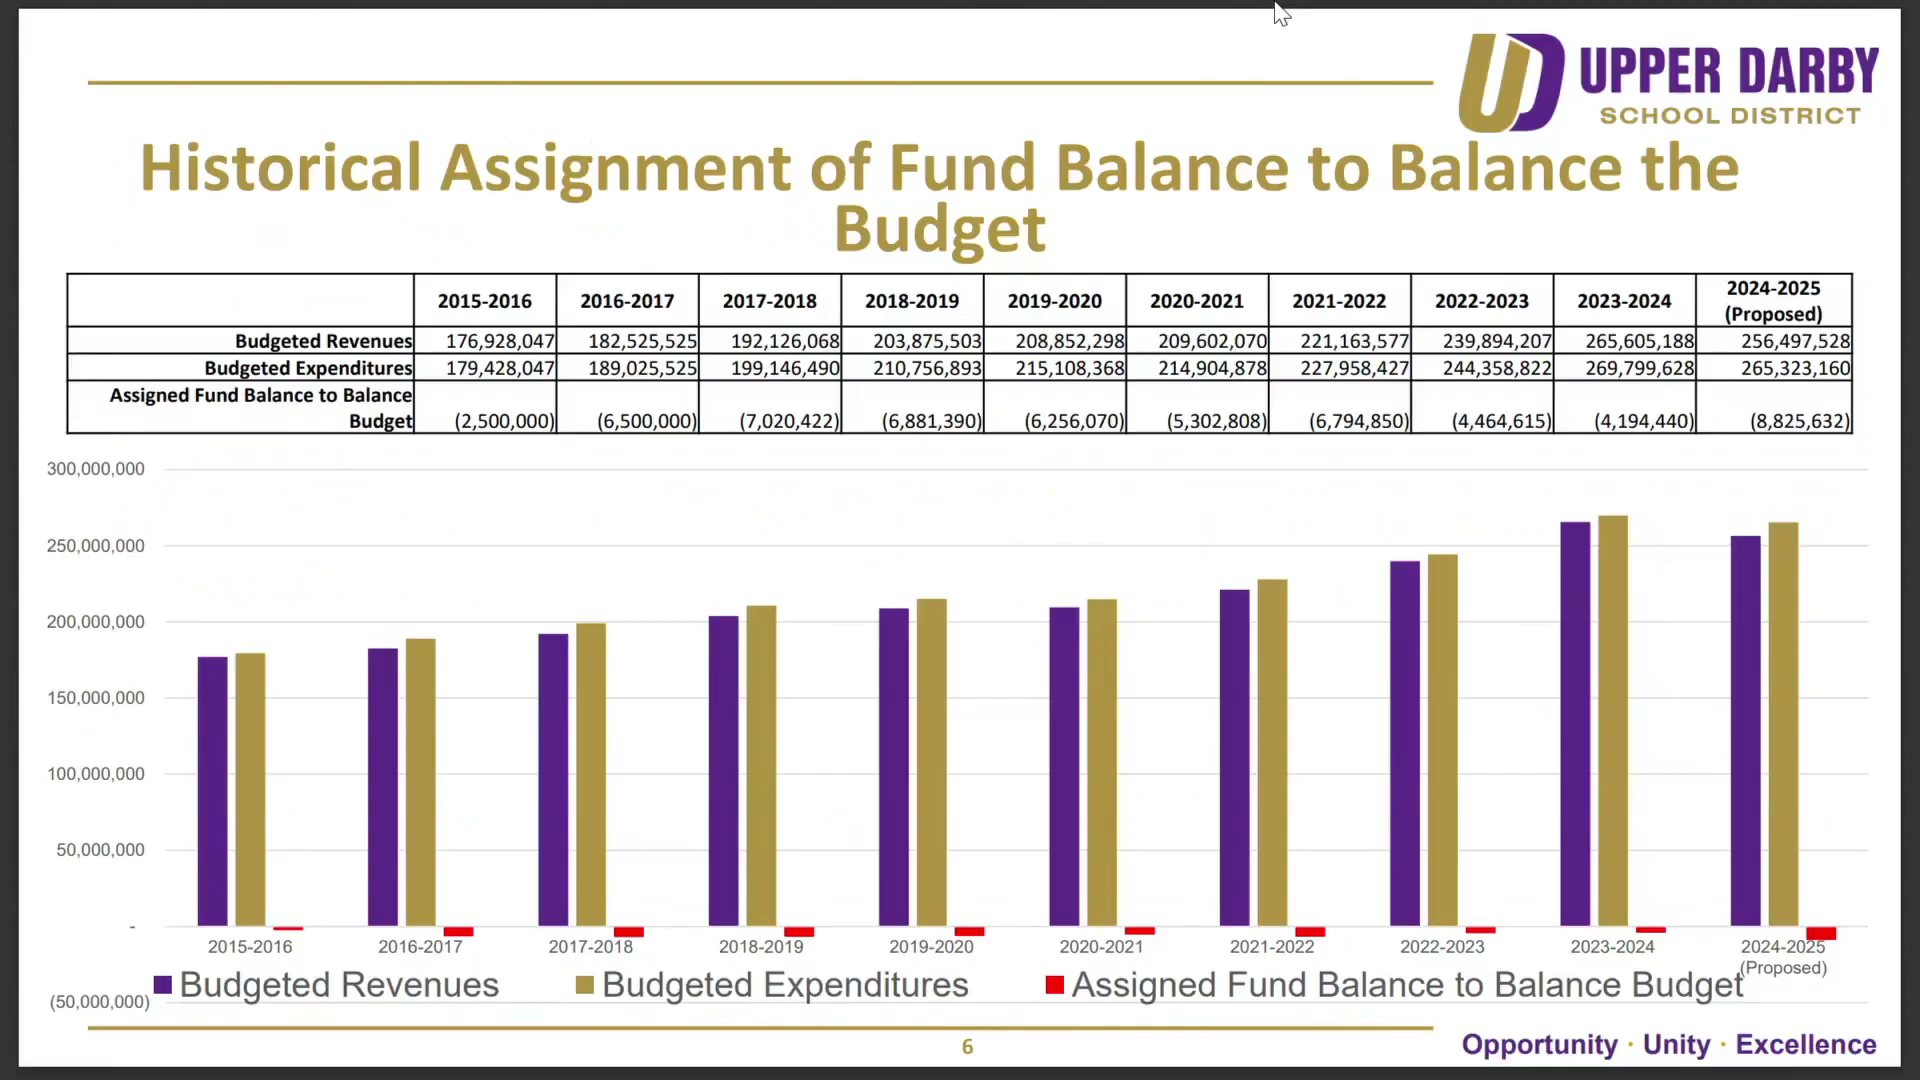 UPPER DARBY
SCHOOL DISTRICT
Historical Assignment of Fund Balance to Balance the
Budget
2015-2016 2016-2017 2017-2018 2018-2019 2019-2020 2020-2021 2021-2022 2022-2023 2023-2024 2024-2025
(Proposed)
Budgeted Revenues 176,928,047 182,525,525 192,126,068 203,875,503 208,852,298 209,602,070 221,163,577 239,894,207 265,605,188 256,497,528
Budgeted Expenditures 179,428,047 189,025,525 199,146,490 210,756,893 215,108,368 214,904,878 227,958,427 244,358,822 269,799,628 265,323,160
Assigned Fund Balance to Balance
Budget (2,500,000) (6,500,000) (7,020,422) (6,881,390) (6,256,070) (5,302,808) (6,794,850) (4,464,615) (4,194,440) (8,825,632)
300,000,000
250,000,000
200,000,000
150,000,000
100,000,000
50,000,000
-
2015-2016 2016-2017 2017-2018 2018-2019 2019-2020 2020-2021 2021-2022 2022-2023 2023-2024 2024-2025
(Proposed)
Budgeted Revenues Budgeted Expenditures Assigned Fund Balance to Balance Budget
(50,000,000)
6
Opportunity · Unity · Excellence